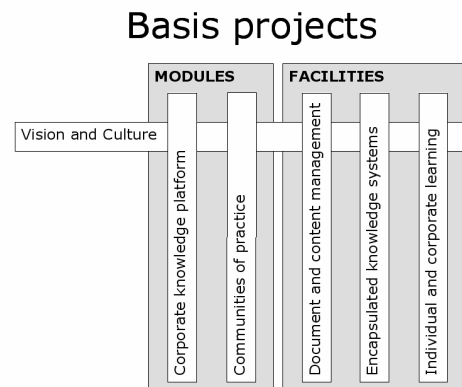 Basis projects
MODULES
FACILITIES
Vision and Culture
Corporate knowledge platform
Communities of practice
Document and content management
Encapsulated knowledge systems
Individual and corporate learning